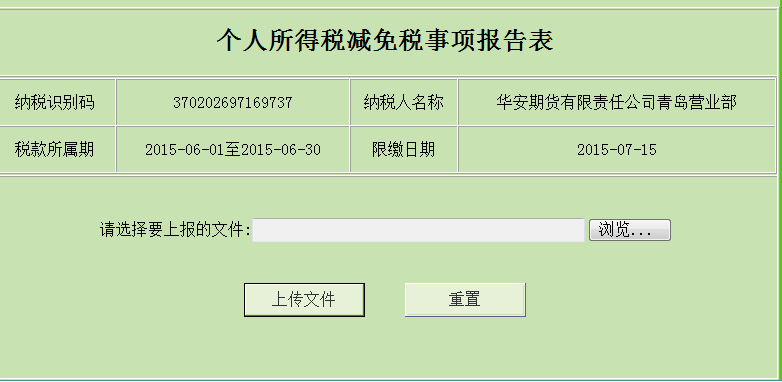 个人所得税减免税事项报告表
纳税识别码 370202697169737 纳税人名称 华安期货有限责任公司青岛营业部
税款所属期 2015-06-01至2015-06-30 限缴日期 2015-07-15
请选择要上报的文件: 浏览...
上传文件 重置